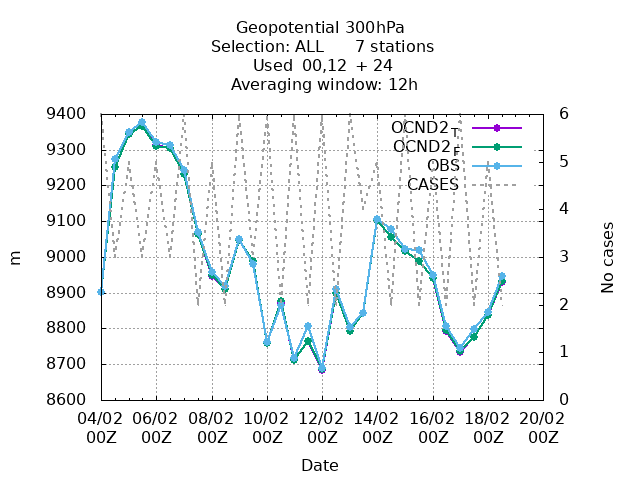 Geopotential 300hPa
Selection: ALL 7 stations
Used 00,12 + 24
Averaging window: 12h
OCND2_T
OCND2_F
OBS
CASES
9400
9300
9200
9100
9000
8900
8800
8700
8600
m
6
5
4
3
2
1
0
No cases
04/02 06/02 08/02 10/02 12/02 14/02 16/02 18/02 20/02
00Z 00Z 00Z 00Z 00Z 00Z 00Z 00Z 00Z
Date